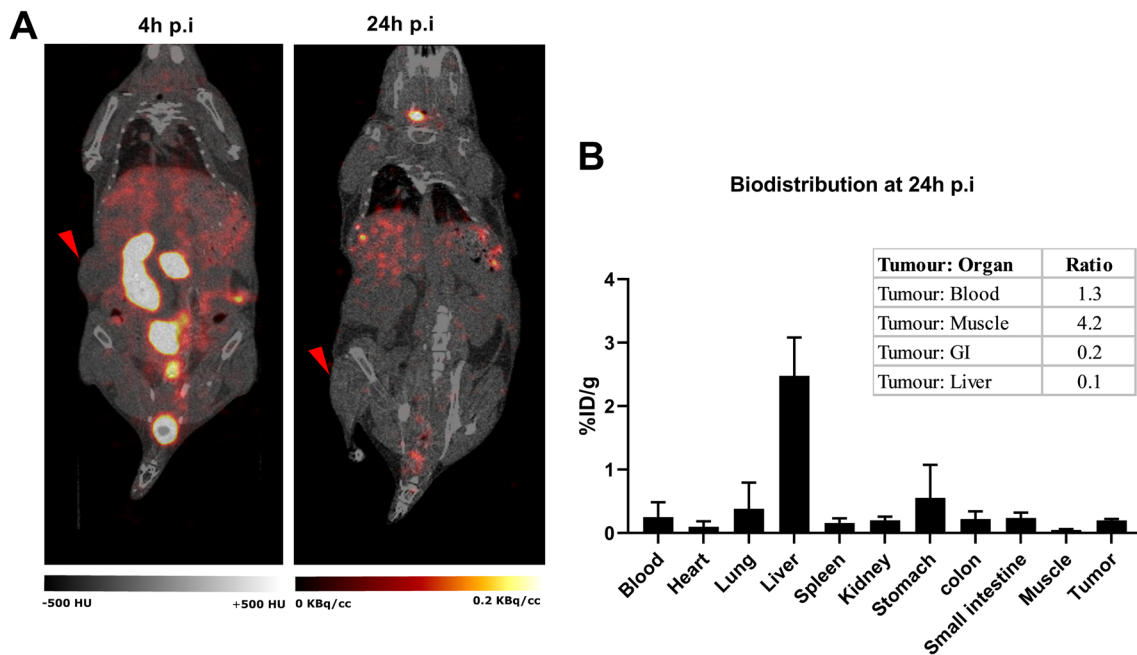 A
4h p.i
24h p.i
-500 HU
+500 HU
0 KBq/cc
0.2 KBq/cc
B
Biodistribution at 24h p.i
Tumour: Organ Ratio
Tumour: Blood 1.3
Tumour: Muscle 4.2
Tumour: GI 0.2
Tumour: Liver 0.1
%ID/g
4
3
2
1
0
Blood
Heart
Lung
Liver
Spleen
Kidney
Stomach
colon
Small intestine
Muscle
Tumor